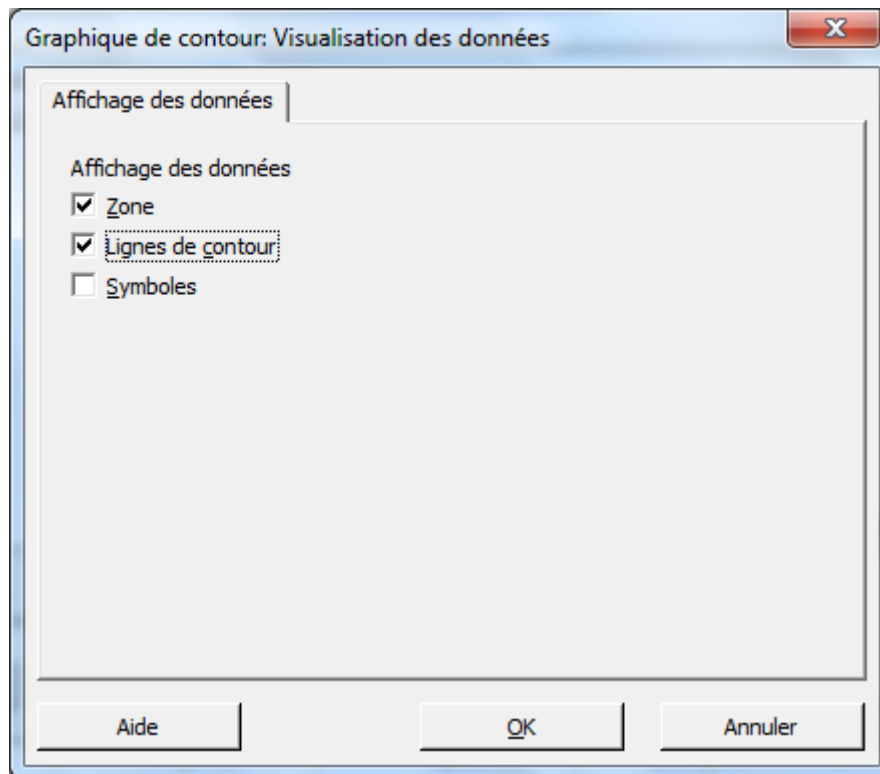 Graphique de contour: Visualisation des données
Affichage des données
Affichage des données
Zone
Lignes de contour
Symboles
Aide
OK
Annuler